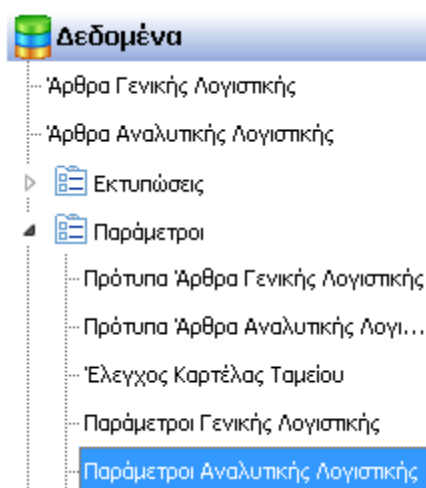 Δεδομένα
Άρθρα Γενικής Λογιστικής
Άρθρα Αναλυτικής Λογιστικής
Εκτυπώσεις
Παράμετροι
Πρότυπα Άρθρα Γενικής Λογιστικής
Πρότυπα Άρθρα Αναλυτικής Λογι...
Έλεγχος Καρτέλας Ταμείου
Παράμετροι Γενικής Λογιστικής
Παράμετροι Αναλυτικής Λογιστικής